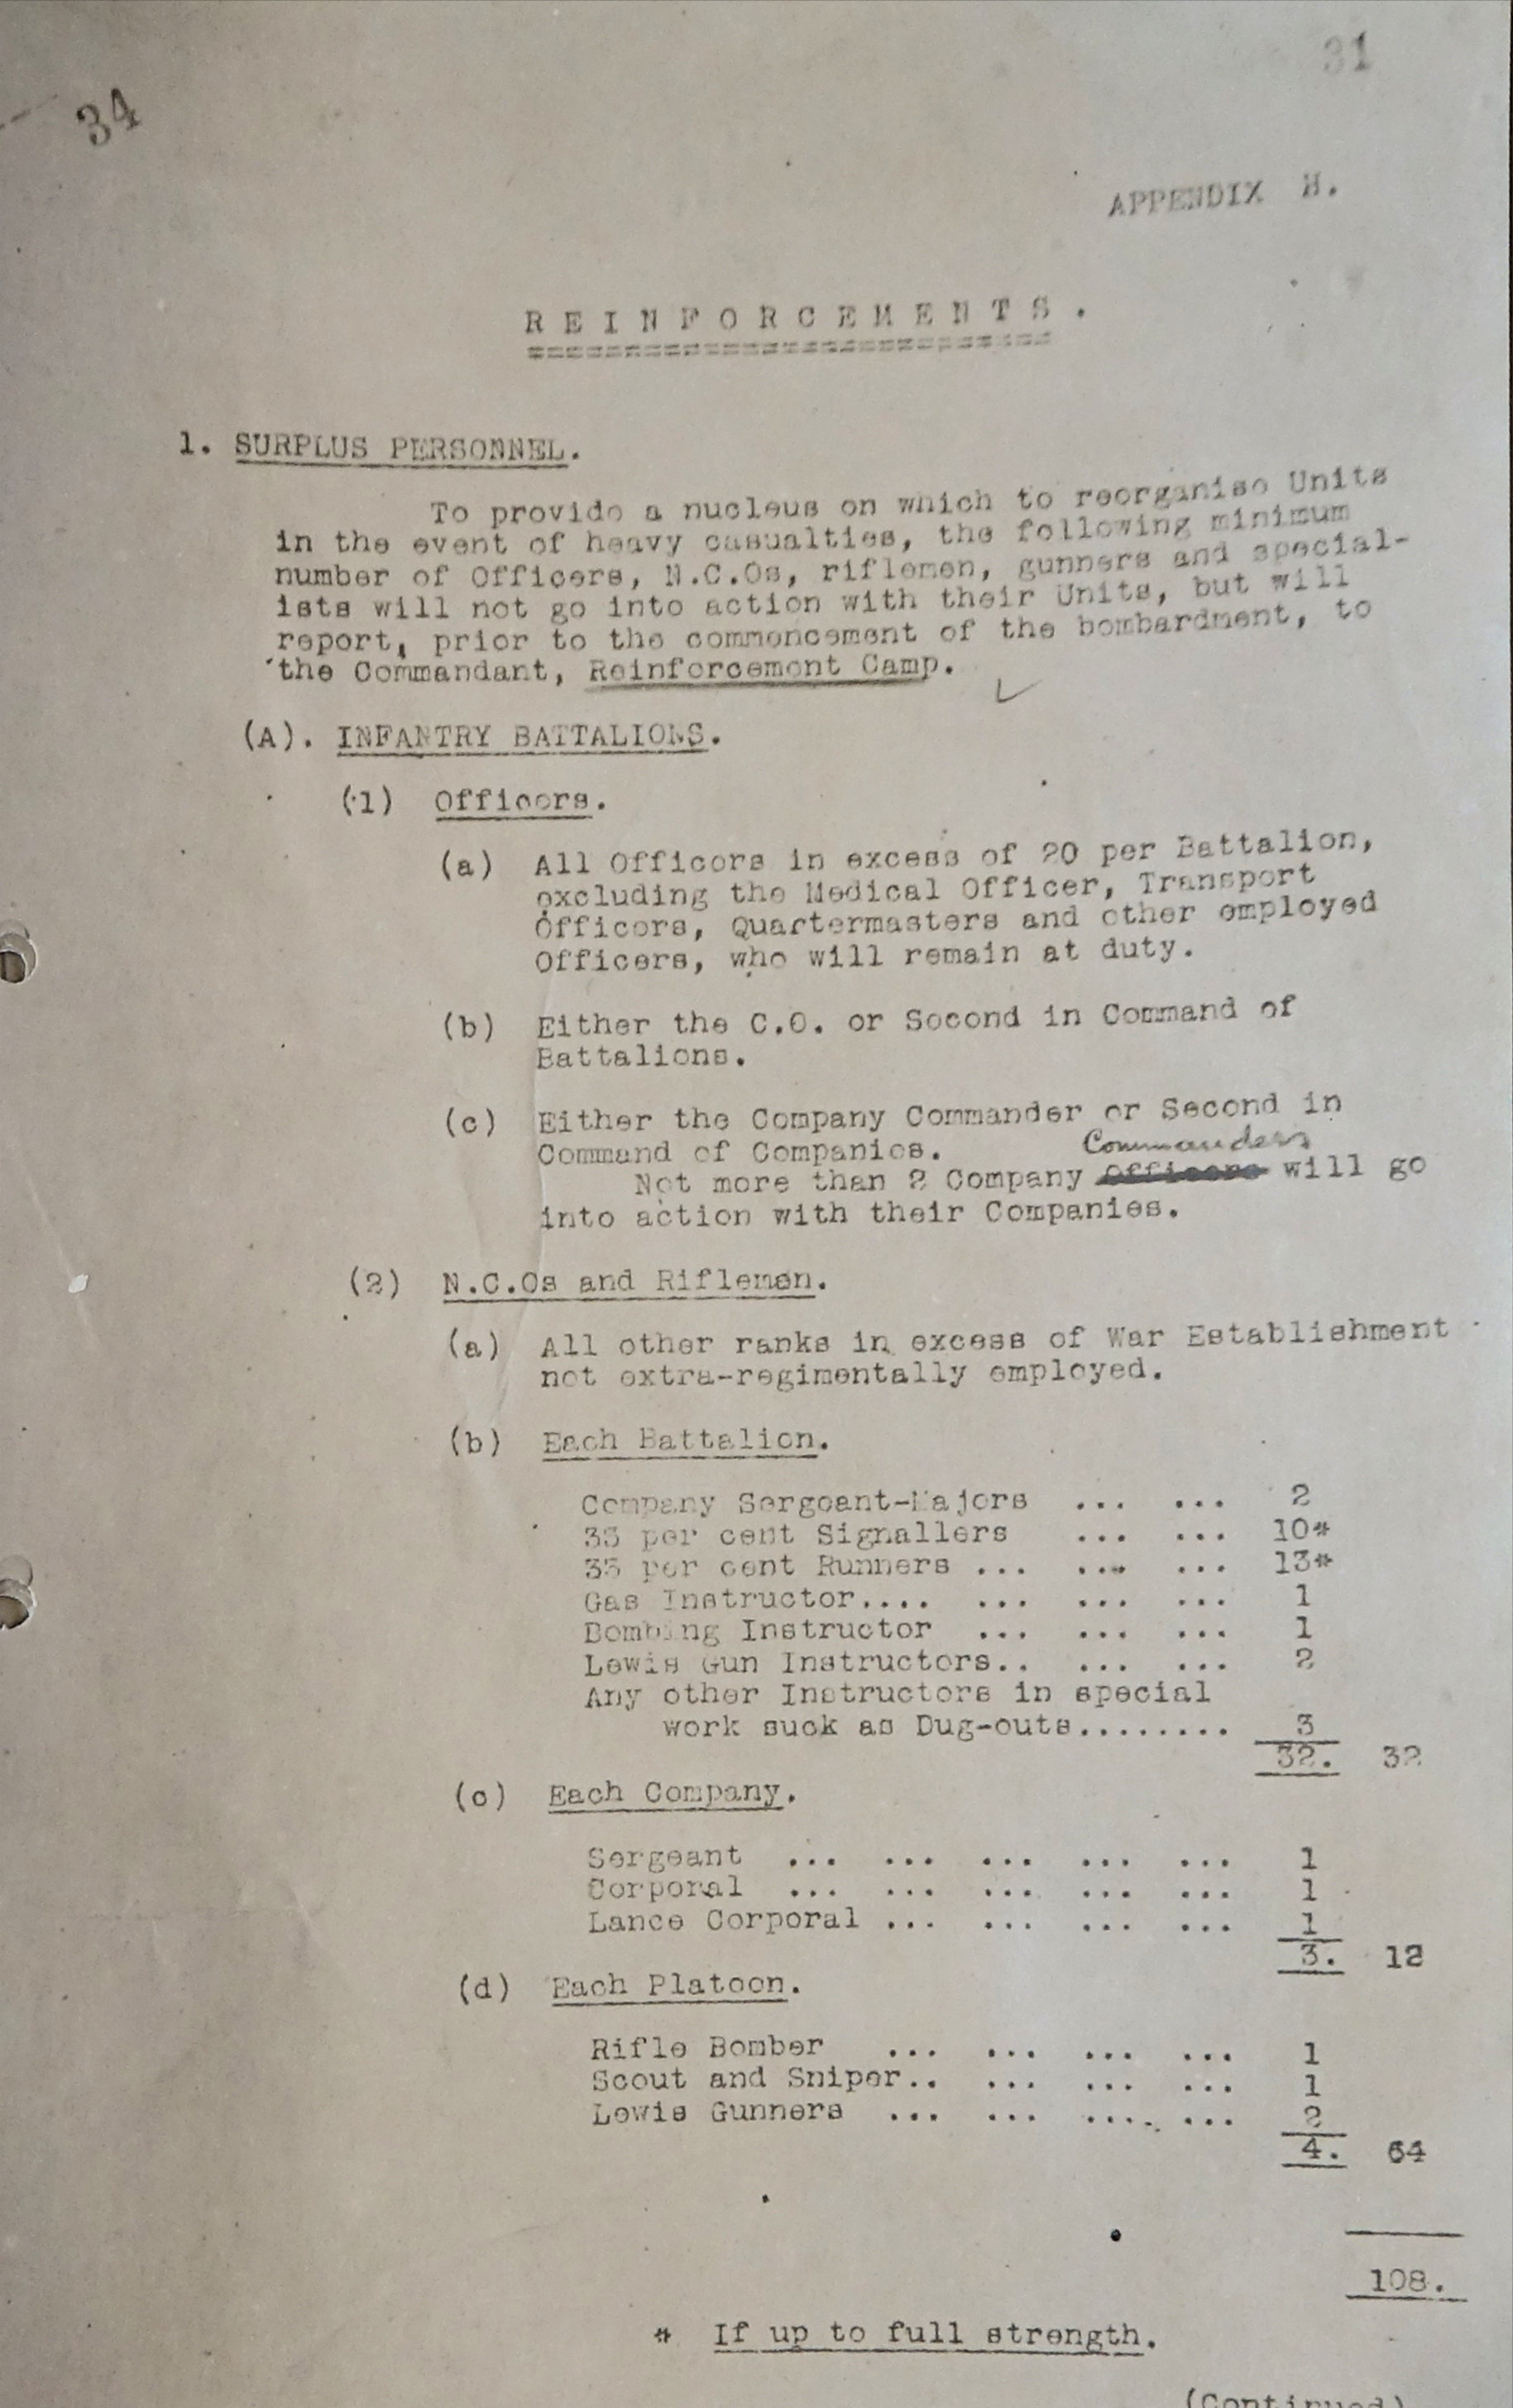 31
34
APPENDIX H.
REINFORCEMENTS.
1. SURPLUS PERSONNEL.
To provide a nucleus on which to reorganise Units
in the event of heavy casualties, the following minimum
number of Officers, N.C.Os, riflemen, gunners and special-
ists will not go into action with their Units, but will
report, prior to the commencement of the bombardment, to
the Commandant, Reinforcement Camp.
(A). INFANTRY BATTALIONS.
(1) Officers.
(a) All Officers in excess of 20 per Battalion,
excluding the Medical Officer, Transport
Officers, Quartermasters and other employed
Officers, who will remain at duty.
(b) Either the C.O. or Second in Command of
Battalions.
(c) Either the Company Commander or Second in
Command of Companies.
Commanders
Not more than 2 Company Officers will go
into action with their Companies.
(2) N.C.Os and Riflemen.
(a) All other ranks in excess of War Establishment
not extra-regimentally employed.
(b) Each Battalion.
Company Sergeant-Majors ... ... 2
33 per cent Signallers ... ... 10*
33 per cent Runners ... ... ... 13*
Gas Instructor.... ... ... ... 1
Bombing Instructor ... ... ... 1
Lewis Gun Instructors.. ... ... 2
Any other Instructors in special
work suck as Dug-outs........ 3
32. 32
(c) Each Company.
Sergeant ... ... ... ... ... 1
Corporal ... ... ... ... ... 1
Lance Corporal ... ... ... ... 1
3. 12
(d) Each Platoon.
Rifle Bomber ... ... ... ... 1
Scout and Sniper.. ... ... ... 1
Lewis Gunners ... ... ... ... 2
4. 64
108.
* If up to full strength.
(Continued)